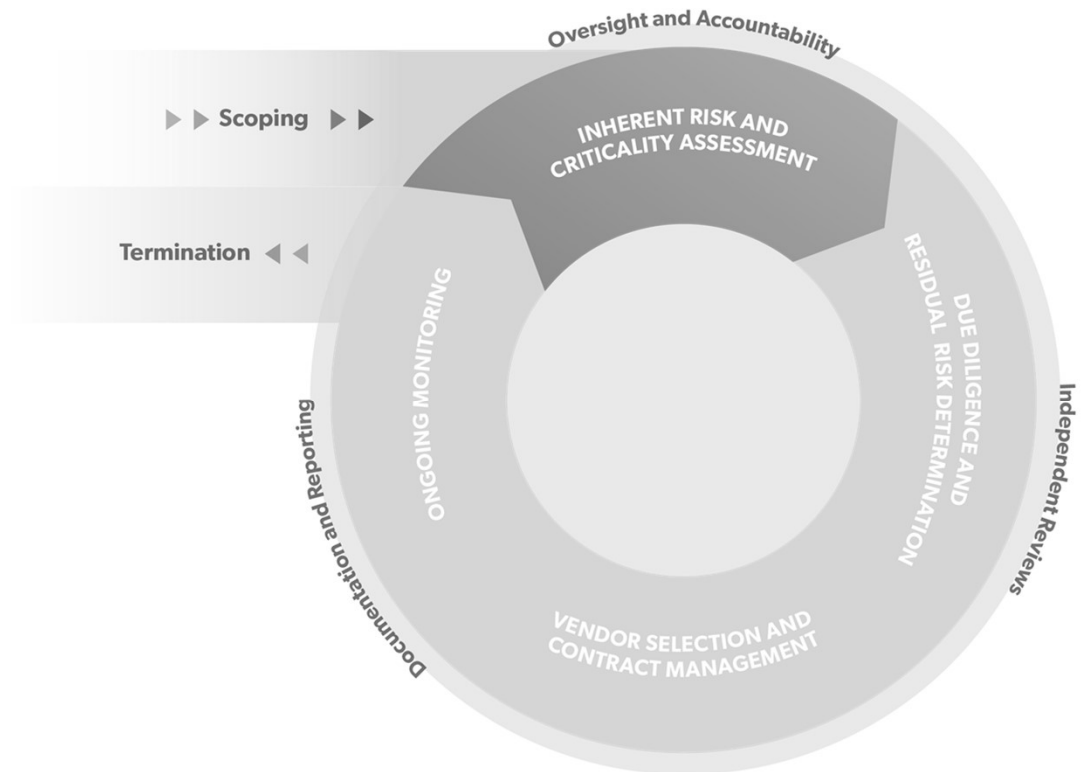 Oversight and Accountability
Scoping
INHERENT RISK AND
CRITICALITY ASSESSMENT
Termination
ONGOING MONITORING
DUE DILIGENCE AND
RESIDUAL RISK DETERMINATION
Independent Reviews
Documentation and Reporting
VENDOR SELECTION AND
CONTRACT MANAGEMENT